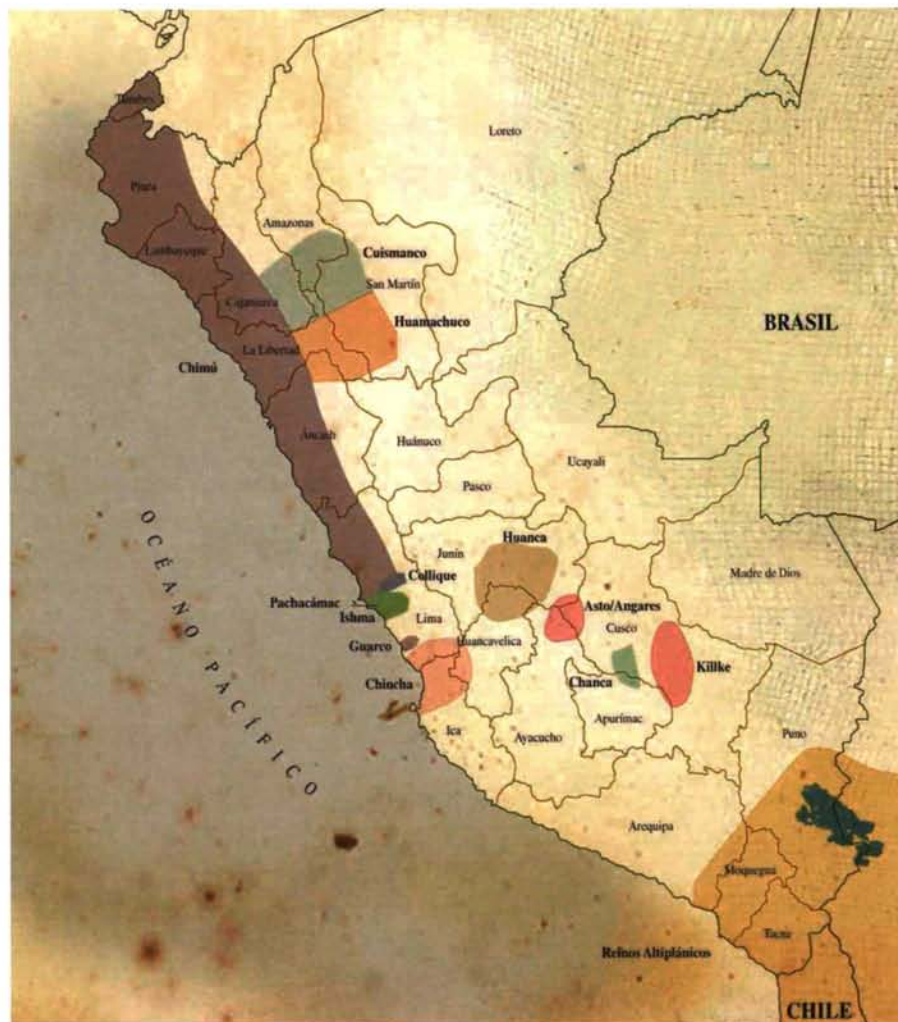 Tumbes
Loreto
Piura
Amazonas
Lambayeque
Cuismanco
San Martín
Cajamarca
Huamachuco
BRASIL
La Libertad
Chimú
Áncash
Huánuco
Ucayali
Pasco
OCÉANO PACÍFICO
Huanca
Junín
Collique
Madre de Dios
Pachacámac
Asto/Angares
Ishma
Lima
Cusco
Guarco
Huancavelica
Killke
Chincha
Chanca
Apurímac
Ica
Ayacucho
Puno
Arequipa
Moquegua
Tacna
Reinos Altiplánicos
CHILE